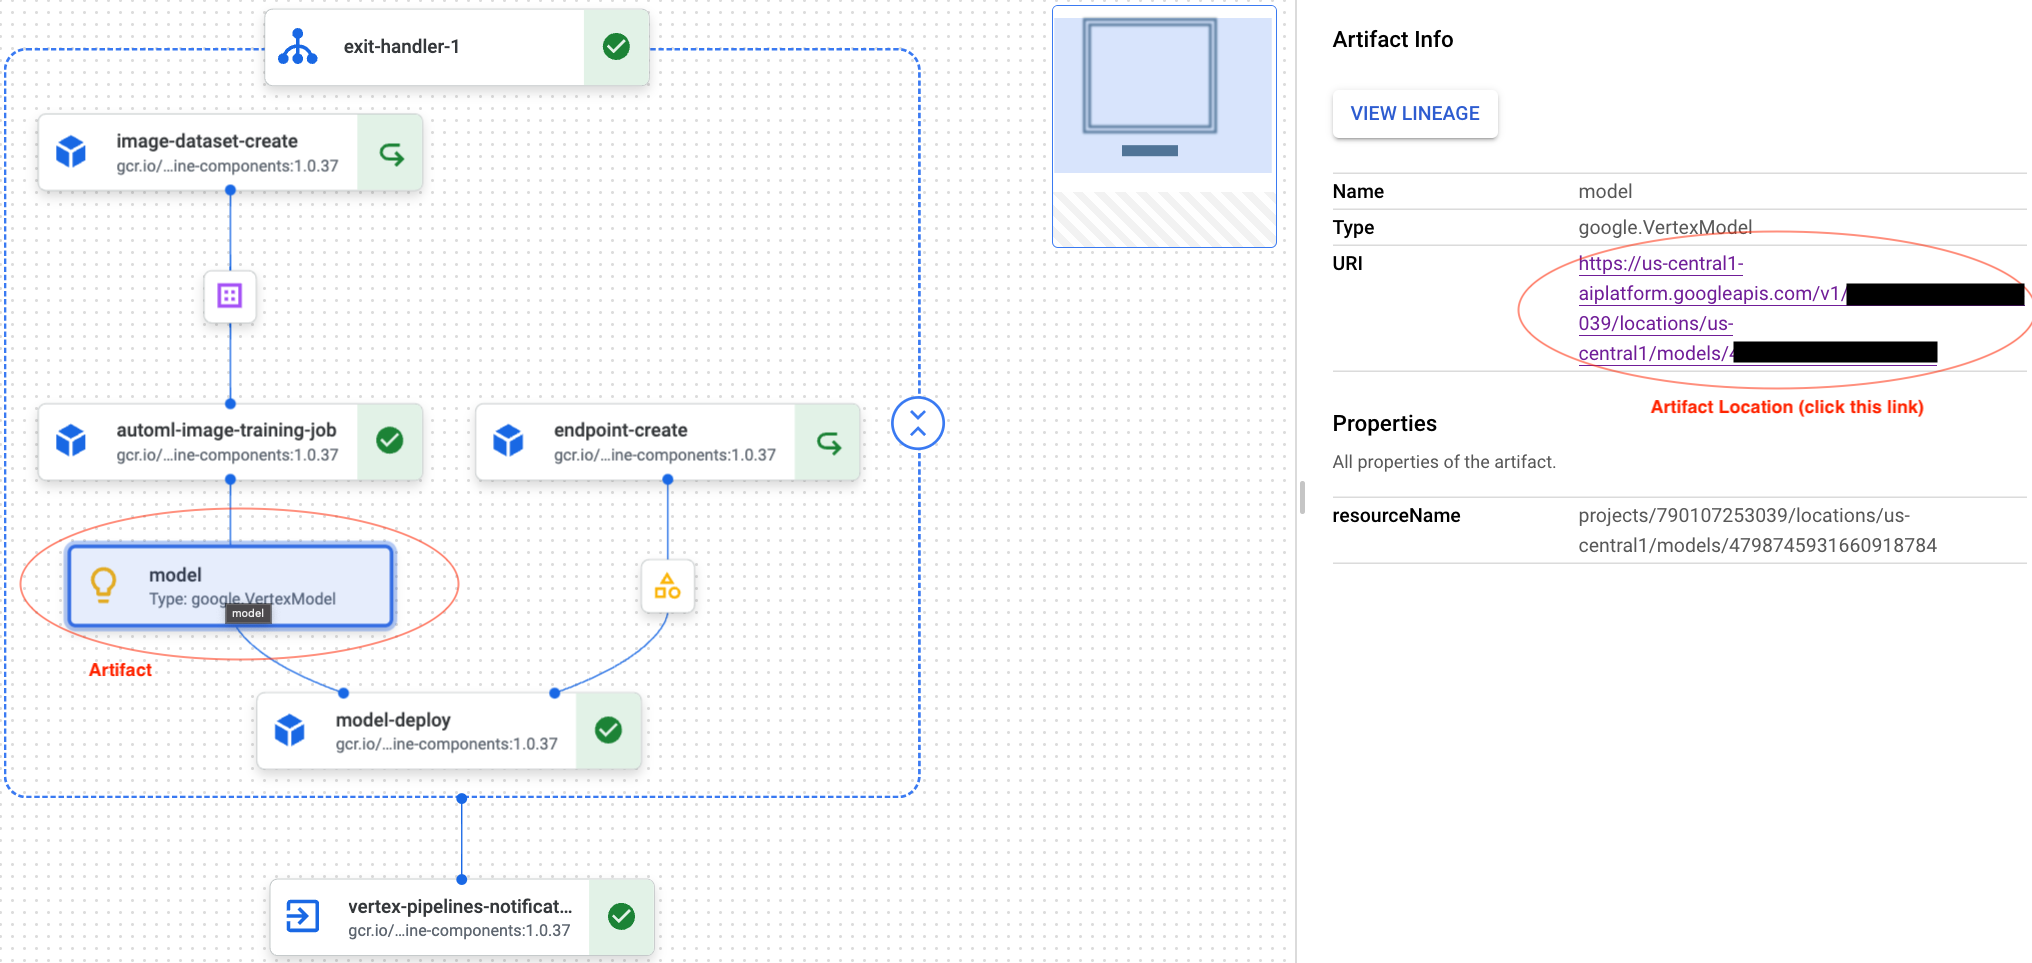 exit-handler-1
image-dataset-create
gcr.io/...ine-components:1.0.37
automl-image-training-job
gcr.io/...ine-components:1.0.37
endpoint-create
gcr.io/...ine-components:1.0.37
model
Type: google.VertexModel
model
Artifact
model-deploy
gcr.io/...ine-components:1.0.37
vertex-pipelines-notificat...
gcr.io/...ine-components:1.0.37
Artifact Info
VIEW LINEAGE
Name model
Type google.VertexModel
URI https://us-central1-
aiplatform.googleapis.com/v1/
039/locations/us-
central1/models/4
Artifact Location (click this link)
Properties
All properties of the artifact.
resourceName projects/790107253039/locations/us-
central1/models/4798745931660918784